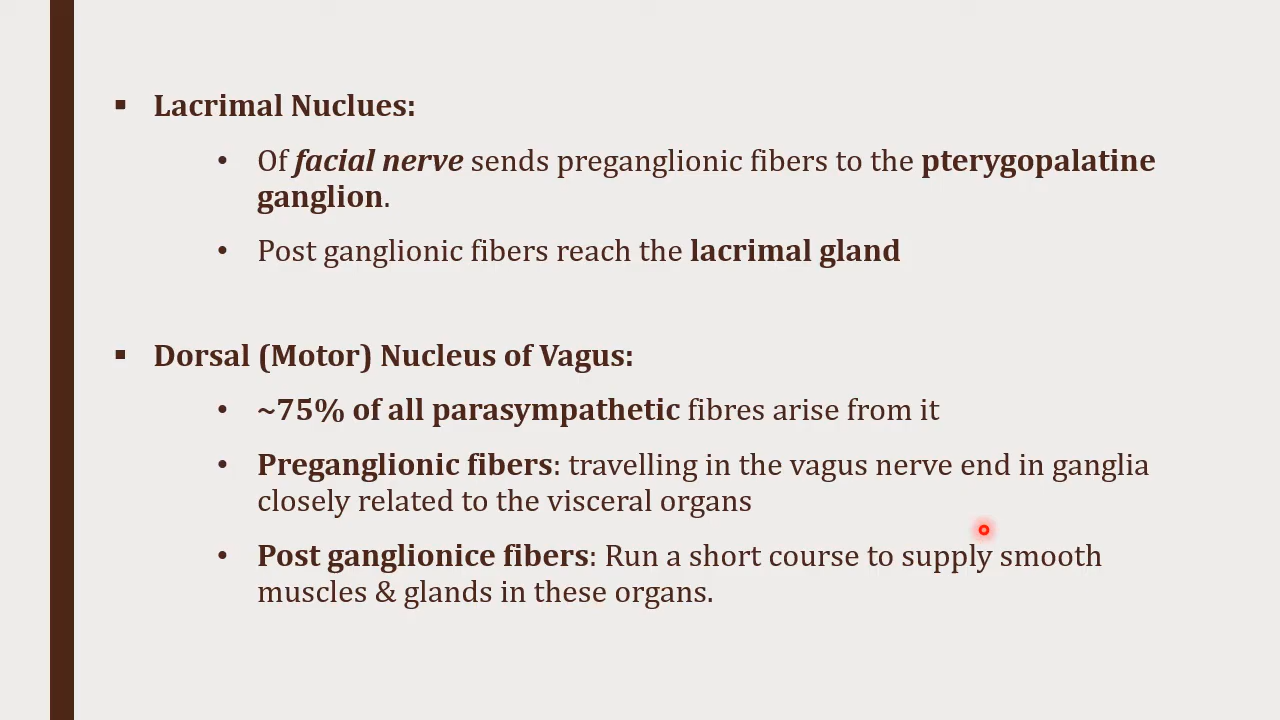 ▪ Lacrimal Nuclues:
• Of facial nerve sends preganglionic fibers to the pterygopalatine
ganglion.
• Post ganglionic fibers reach the lacrimal gland
▪ Dorsal (Motor) Nucleus of Vagus:
• ~75% of all parasympathetic fibres arise from it
• Preganglionic fibers: travelling in the vagus nerve end in ganglia
closely related to the visceral organs
• Post ganglionice fibers: Run a short course to supply smooth
muscles & glands in these organs.